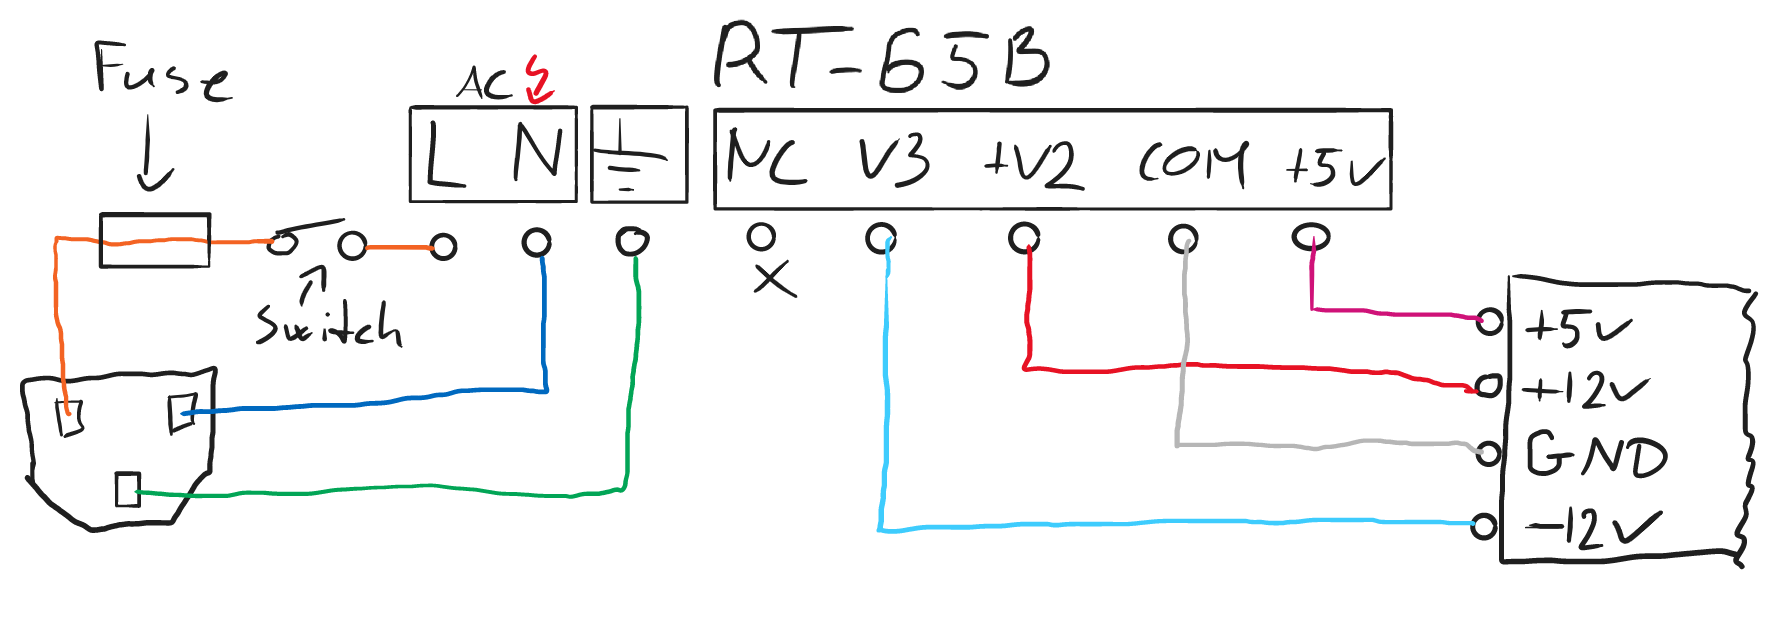 RT-65B
Fuse
AC
L N
NC V3 +V2 COM +5V
Switch
X
+5V
+12V
GND
-12V